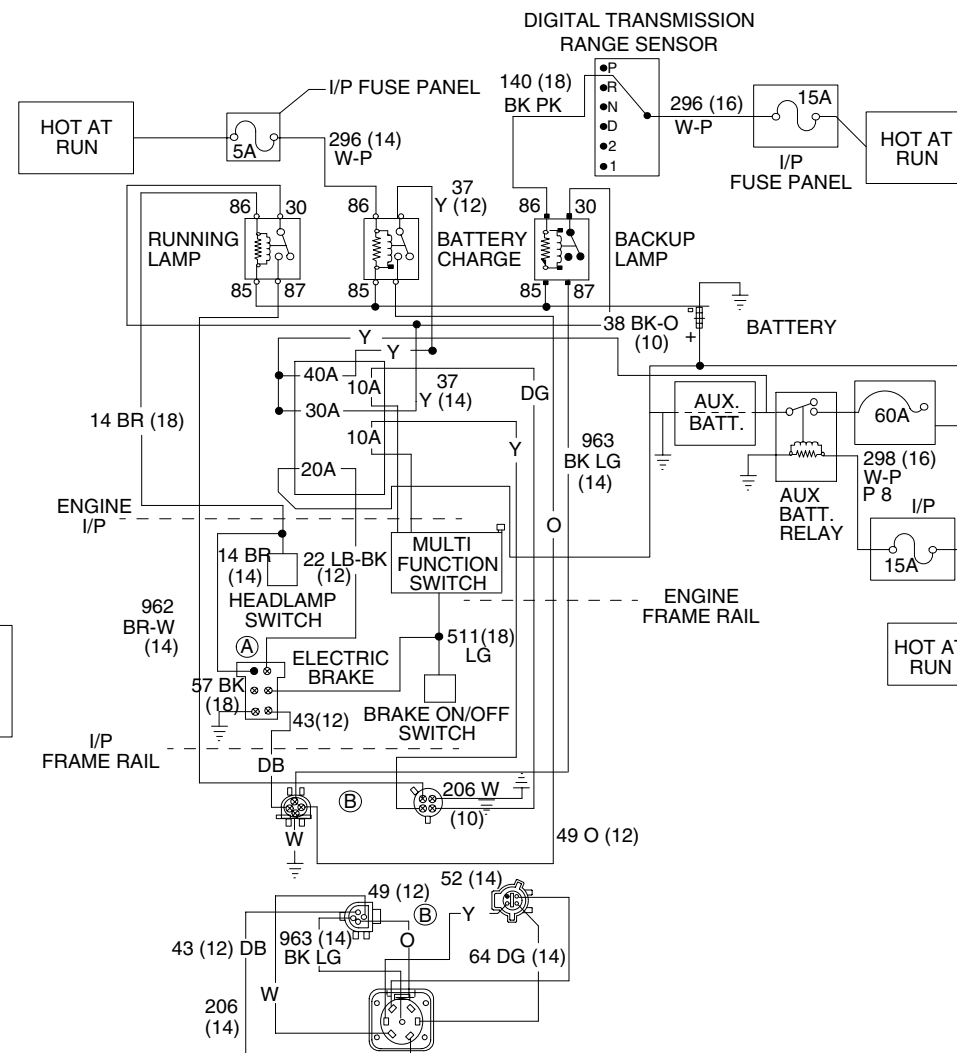 DIGITAL TRANSMISSION
RANGE SENSOR
HOT AT
RUN
I/P FUSE PANEL
5A
296 (14)
W-P
140 (18)
BK PK
P
R
N
D
2
1
296 (16)
W-P
15A
I/P
FUSE PANEL
HOT AT
RUN
37
Y (12)
86
30
RUNNING
LAMP
85
87
86
BATTERY
CHARGE
85
86
30
BACKUP
LAMP
85
87
38 BK-O
(10)
+
BATTERY
Y
Y
40A
10A
30A
10A
20A
37
Y (14)
DG
Y
14 BR (18)
963
BK LG
(14)
O
AUX.
BATT.
60A
298 (16)
W-P
P 8
AUX
BATT.
RELAY
I/P
15A
ENGINE
I/P
14 BR
(14)
22 LB-BK
(12)
HEADLAMP
SWITCH
MULTI
FUNCTION
SWITCH
ENGINE
FRAME RAIL
962
BR-W
(14)
A
ELECTRIC
BRAKE
511(18)
LG
HOT AT
RUN
57 BK
(18)
43(12)
BRAKE ON/OFF
SWITCH
I/P
FRAME RAIL
DB
B
206 W
(10)
W
49 O (12)
52 (14)
49 (12)
B
Y
43 (12) DB
963 (14)
BK LG
O
64 DG (14)
W
206
(14)